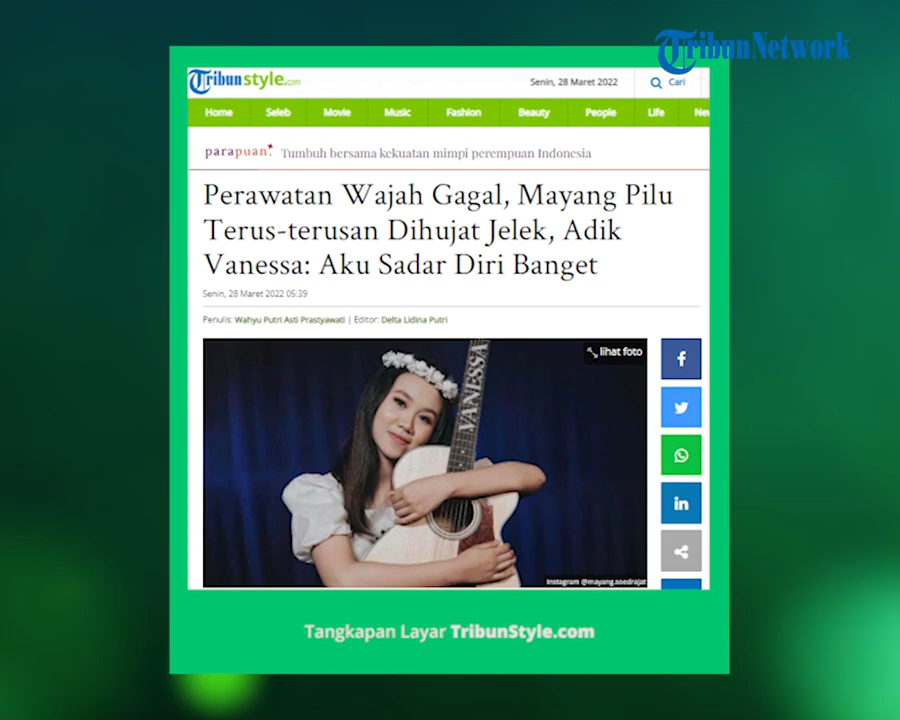 TribunNetwork
Tribunstyle.com
Senin, 28 Maret 2022
Cari
Home Seleb Movie Music Fashion Beauty People Life Ne
parapuan. Tumbuh bersama kekuatan mimpi perempuan Indonesia
Perawatan Wajah Gagal, Mayang Pilu
Terus-terusan Dihujat Jelek, Adik
Vanessa: Aku Sadar Diri Banget
Senin, 28 Maret 2022 05:39
Penulis: Wahyu Putri Asti Prastyawati | Editor: Delta Lidina Putri
lihat foto
VANESSA
Instagram @mayang.soedrajat
Tangkapan Layar TribunStyle.com